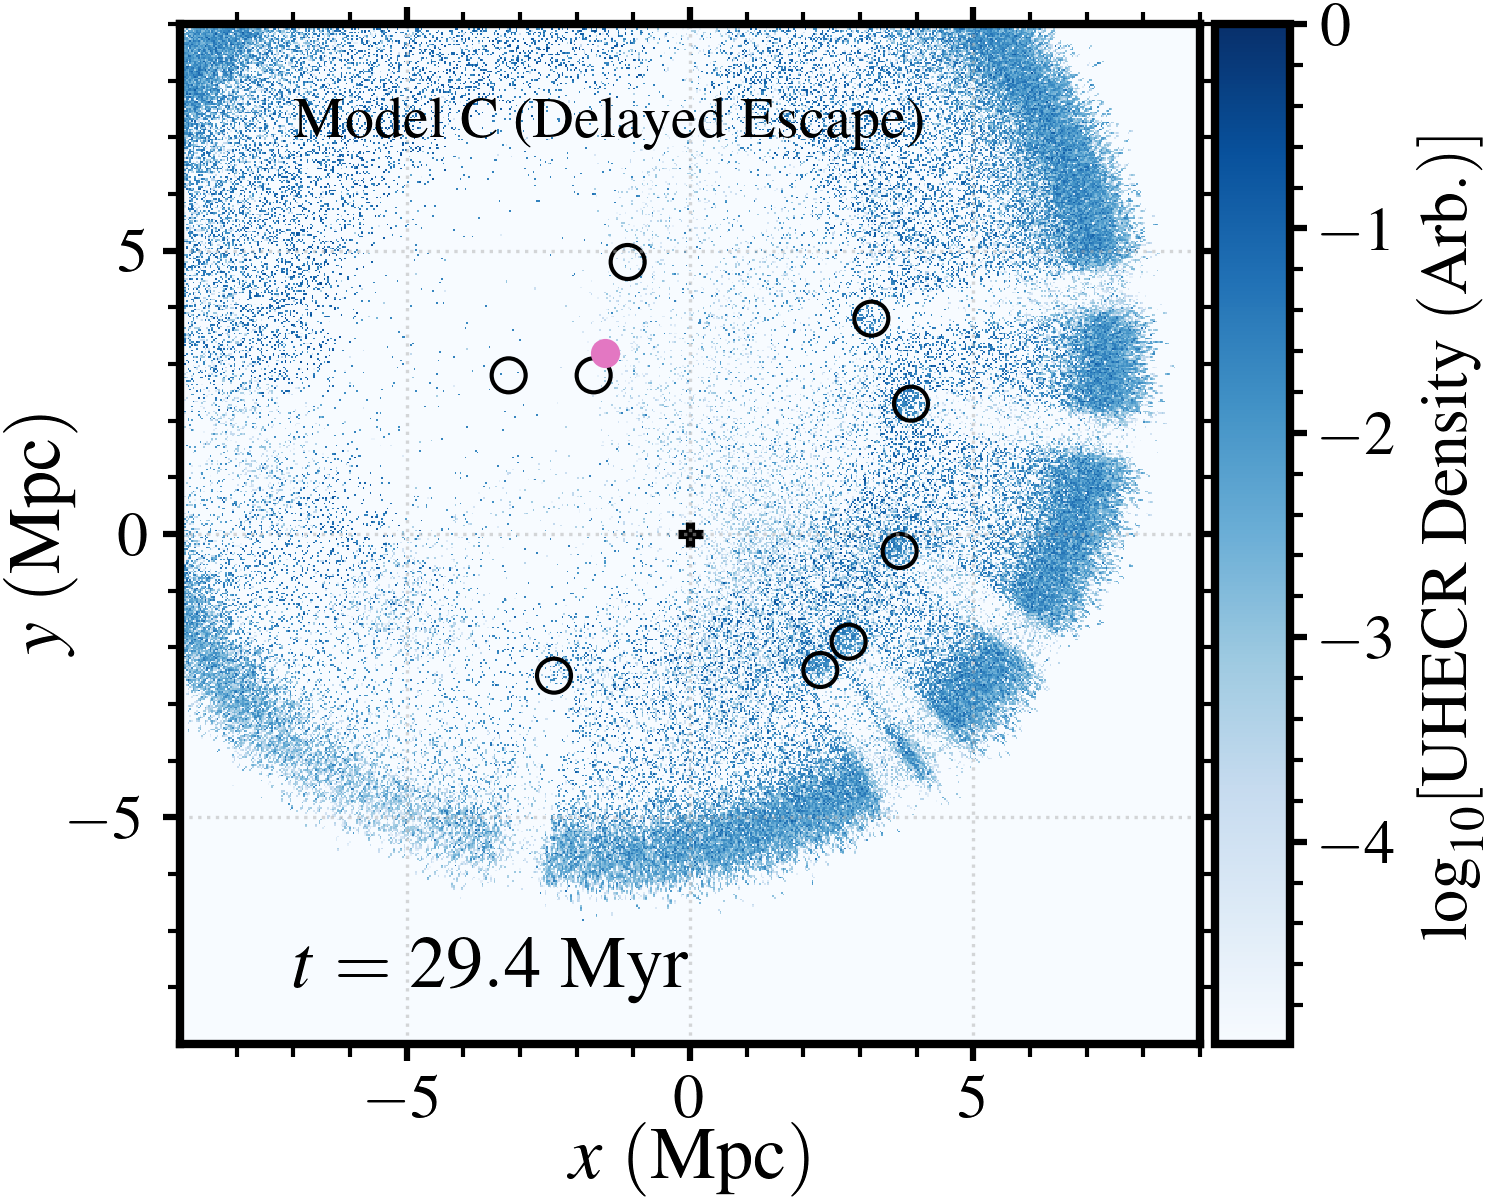 Model C (Delayed Escape)
t = 29.4 Myr
5
0
−5
y (Mpc)
−5
0
5
x (Mpc)
0
−1
−2
−3
−4
log₁₀[UHECR Density (Arb.)]